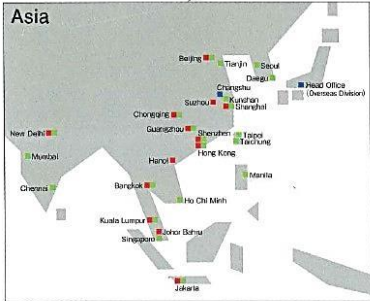 Asia
Beijing
Tianjin
Seoul
Daegu
Changshu
Head Office
(Overseas Division)
Kunshan
Suzhou
Shanghai
Chongqing
Guangzhou
Shenzhen
New Delhi
Taipei
Taichung
Hong Kong
Mumbai
Hanoi
Chennai
Bangkok
Manila
Ho Chi Minh
Kuala Lumpur
Johor Bahru
Singapore
Jakarta